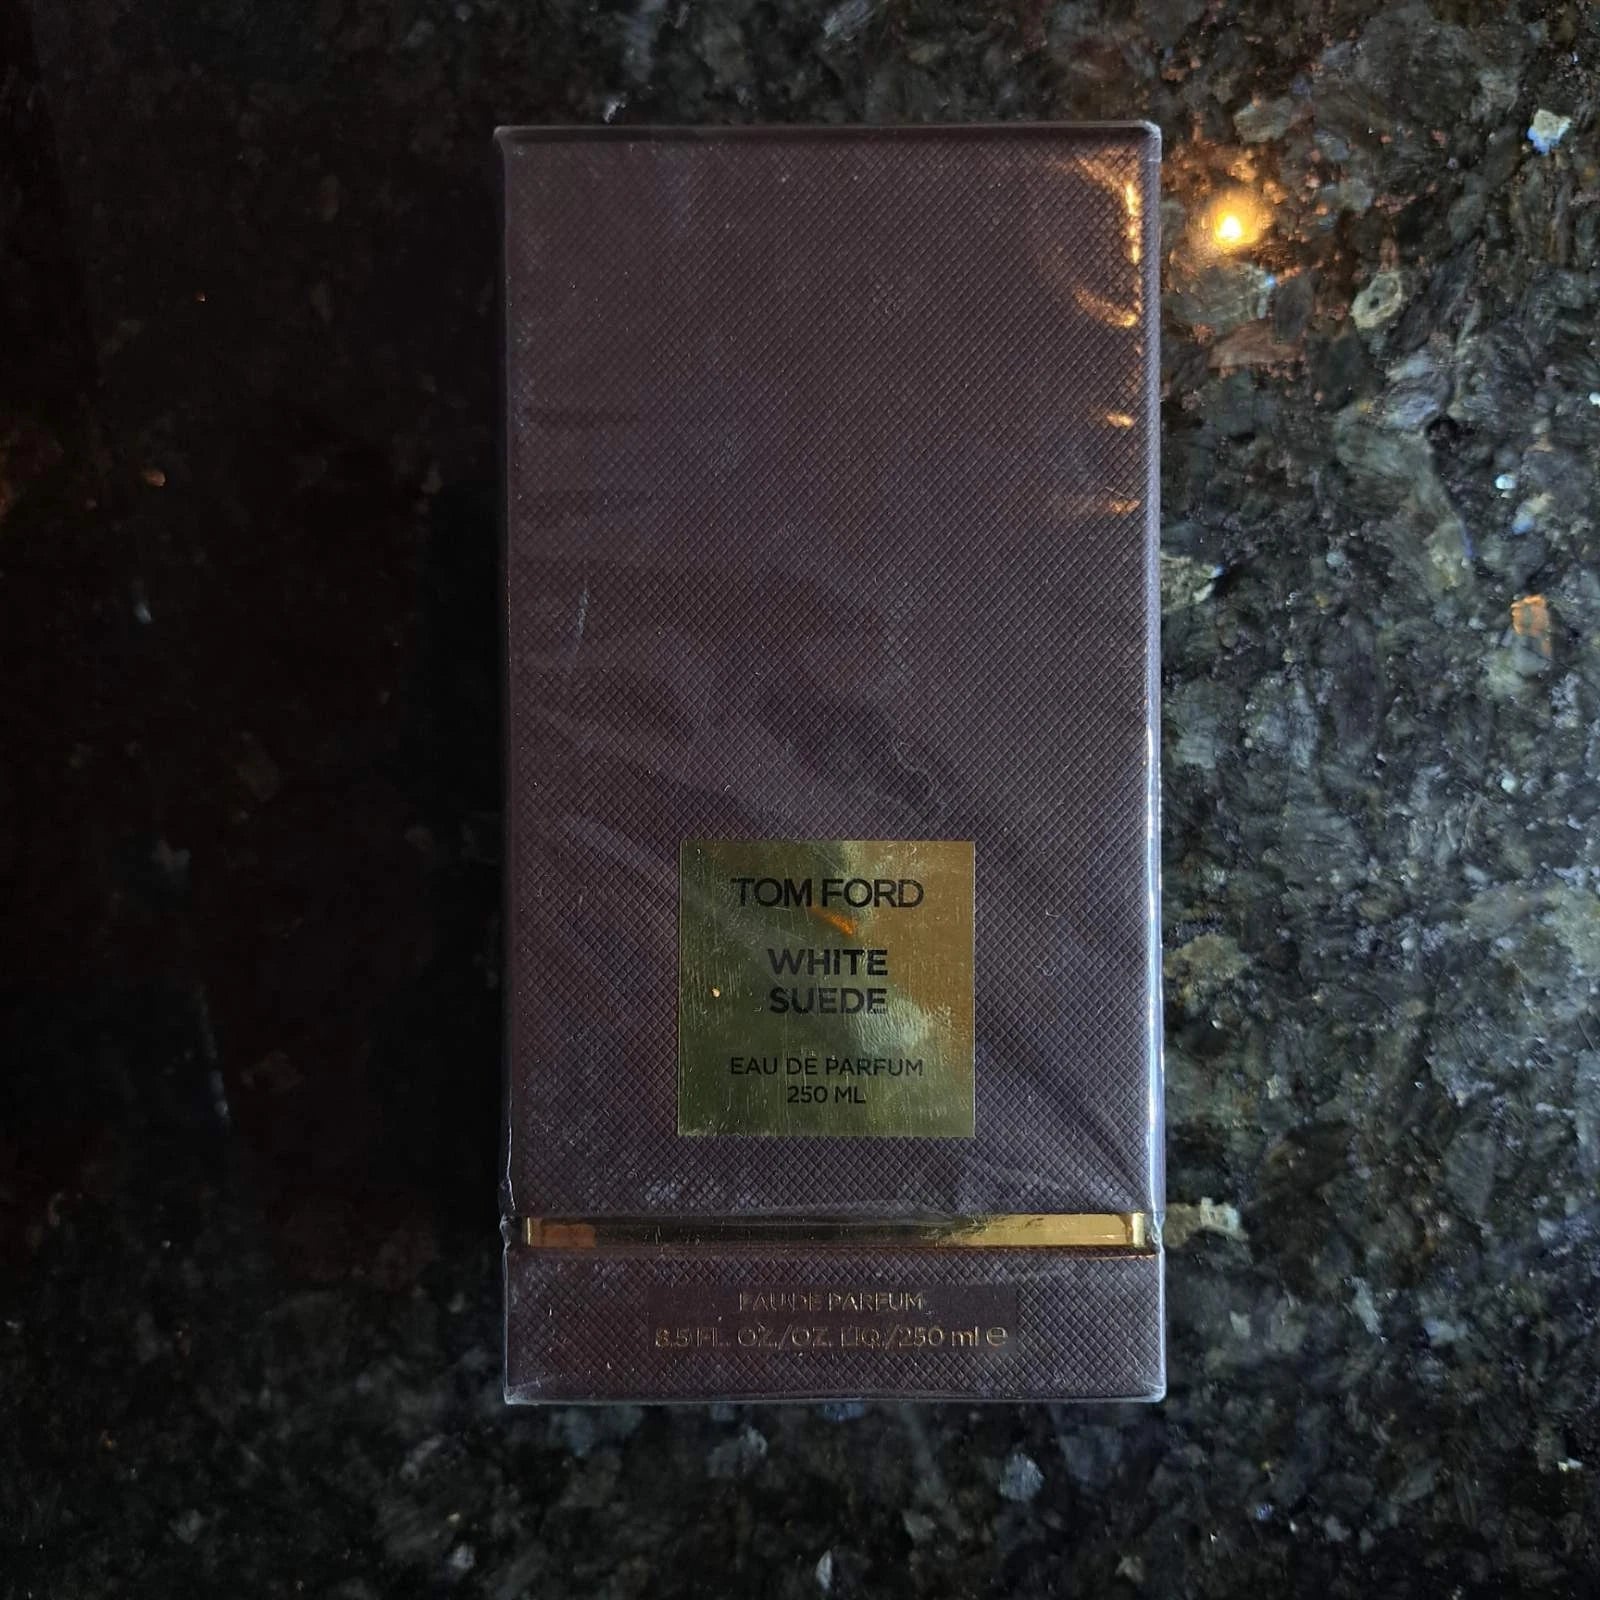 TOM FORD
WHITE
SUEDE
EAU DE PARFUM
250 ML
EAU DE PARFUM
8.5 FL. OZ./OZ. LIQ./250 ml ℮